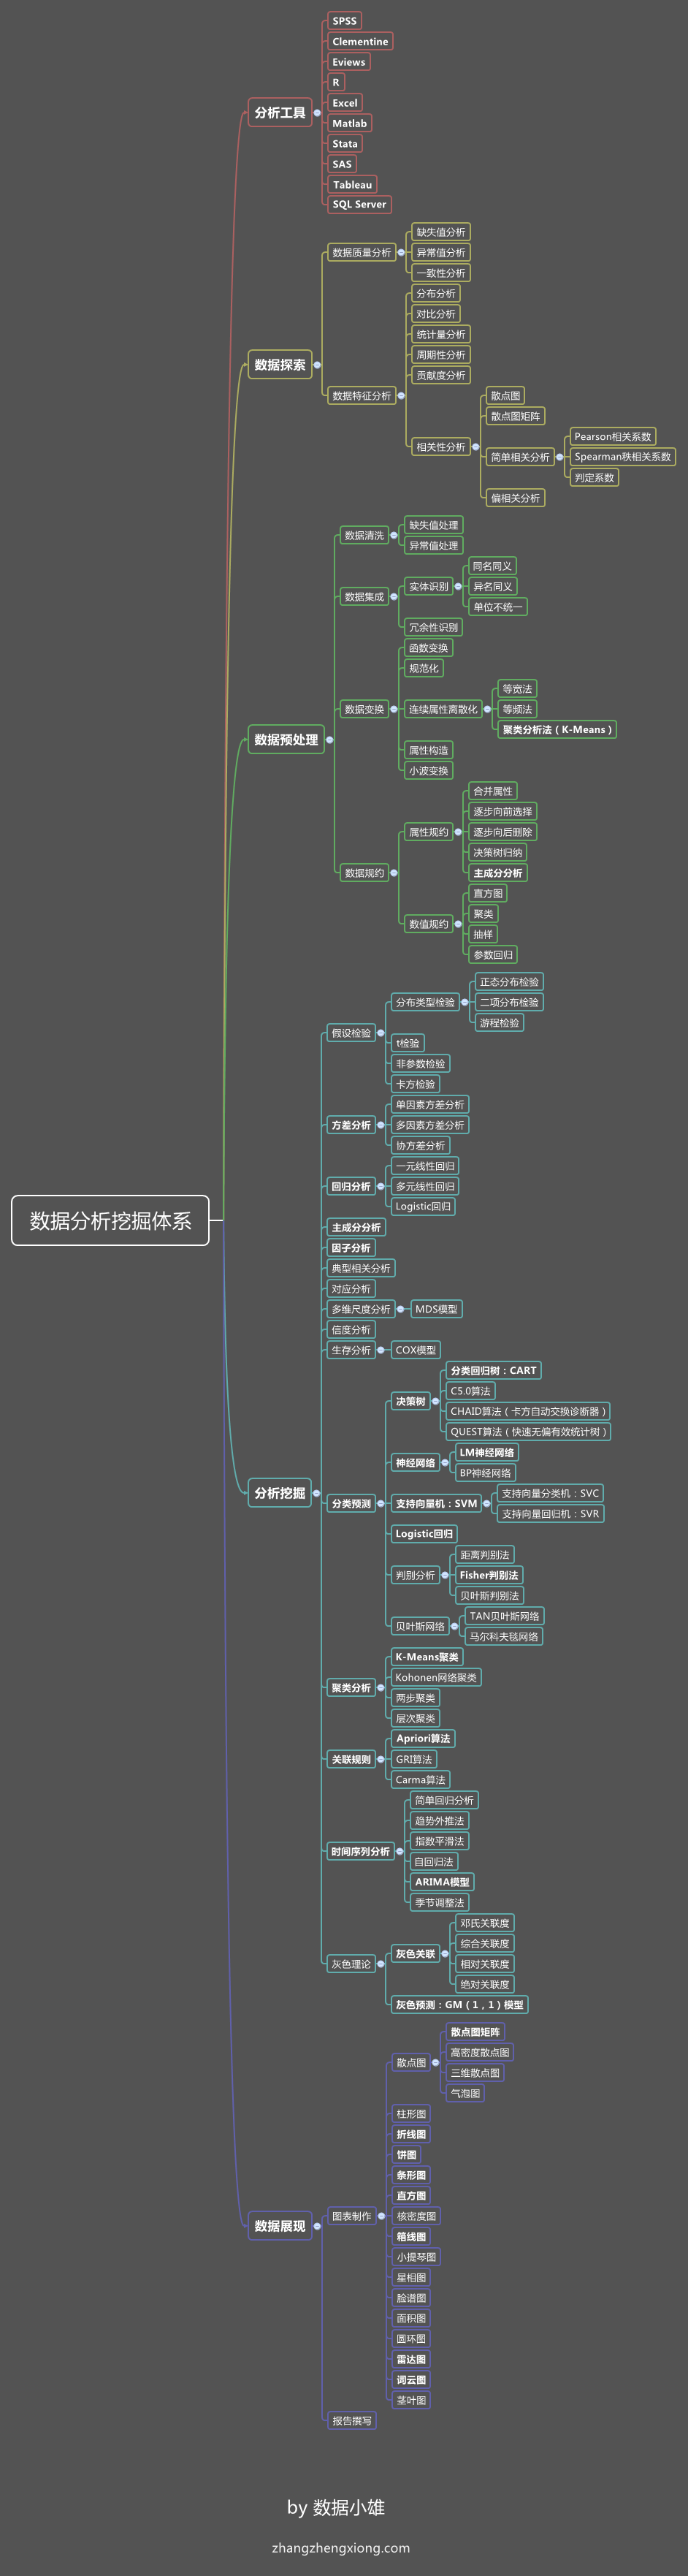 数据分析挖掘体系
分析工具
SPSS
Clementine
Eviews
R
Excel
Matlab
Stata
SAS
Tableau
SQL Server
数据探索
数据质量分析
缺失值分析
异常值分析
一致性分析
数据特征分析
分布分析
对比分析
统计量分析
周期性分析
贡献度分析
相关性分析
散点图
散点图矩阵
简单相关分析
Pearson相关系数
Spearman秩相关系数
判定系数
偏相关分析
数据预处理
数据清洗
缺失值处理
异常值处理
数据集成
实体识别
同名同义
异名同义
单位不统一
冗余性识别
数据变换
函数变换
规范化
连续属性离散化
等宽法
等频法
聚类分析法（K-Means）
属性构造
小波变换
数据规约
属性规约
合并属性
逐步向前选择
逐步向后删除
决策树归纳
主成分分析
数值规约
直方图
聚类
抽样
参数回归
分析挖掘
假设检验
分布类型检验
正态分布检验
二项分布检验
游程检验
t检验
非参数检验
卡方检验
方差分析
单因素方差分析
多因素方差分析
协方差分析
回归分析
一元线性回归
多元线性回归
Logistic回归
主成分分析
因子分析
典型相关分析
对应分析
多维尺度分析
MDS模型
信度分析
生存分析
COX模型
分类预测
决策树
分类回归树：CART
C5.0算法
CHAID算法（卡方自动交换诊断器）
QUEST算法（快速无偏有效统计树）
神经网络
LM神经网络
BP神经网络
支持向量机：SVM
支持向量分类机：SVC
支持向量回归机：SVR
Logistic回归
判别分析
距离判别法
Fisher判别法
贝叶斯判别法
贝叶斯网络
TAN贝叶斯网络
马尔科夫毯网络
聚类分析
K-Means聚类
Kohonen网络聚类
两步聚类
层次聚类
关联规则
Apriori算法
GRI算法
Carma算法
时间序列分析
简单回归分析
趋势外推法
指数平滑法
自回归法
ARIMA模型
季节调整法
灰色理论
灰色关联
邓氏关联度
综合关联度
相对关联度
绝对关联度
灰色预测：GM（1，1）模型
数据展现
图表制作
散点图
散点图矩阵
高密度散点图
三维散点图
气泡图
柱形图
折线图
饼图
条形图
直方图
核密度图
箱线图
小提琴图
星相图
脸谱图
面积图
圆环图
雷达图
词云图
茎叶图
报告撰写
by 数据小雄
zhangzhengxiong.com